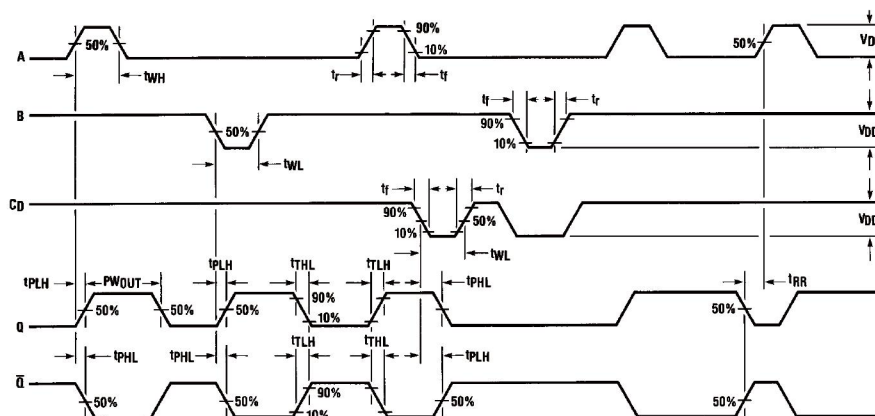 90%
A 50% 50% VD
10%
tWH tr tf
tf tr
B
50% 90% VDD
10%
tWL
tf tr
CD
90% 50% VDD
10%
tWL
tPLH tTHL tTLH
tPLH PWOUT tPHL tRR
90%
Q 50% 50% 50% 50%
10%
tPHL tPHL tTLH tTHL tPLH
Q̅
90%
50% 50% 50% 50%
10%